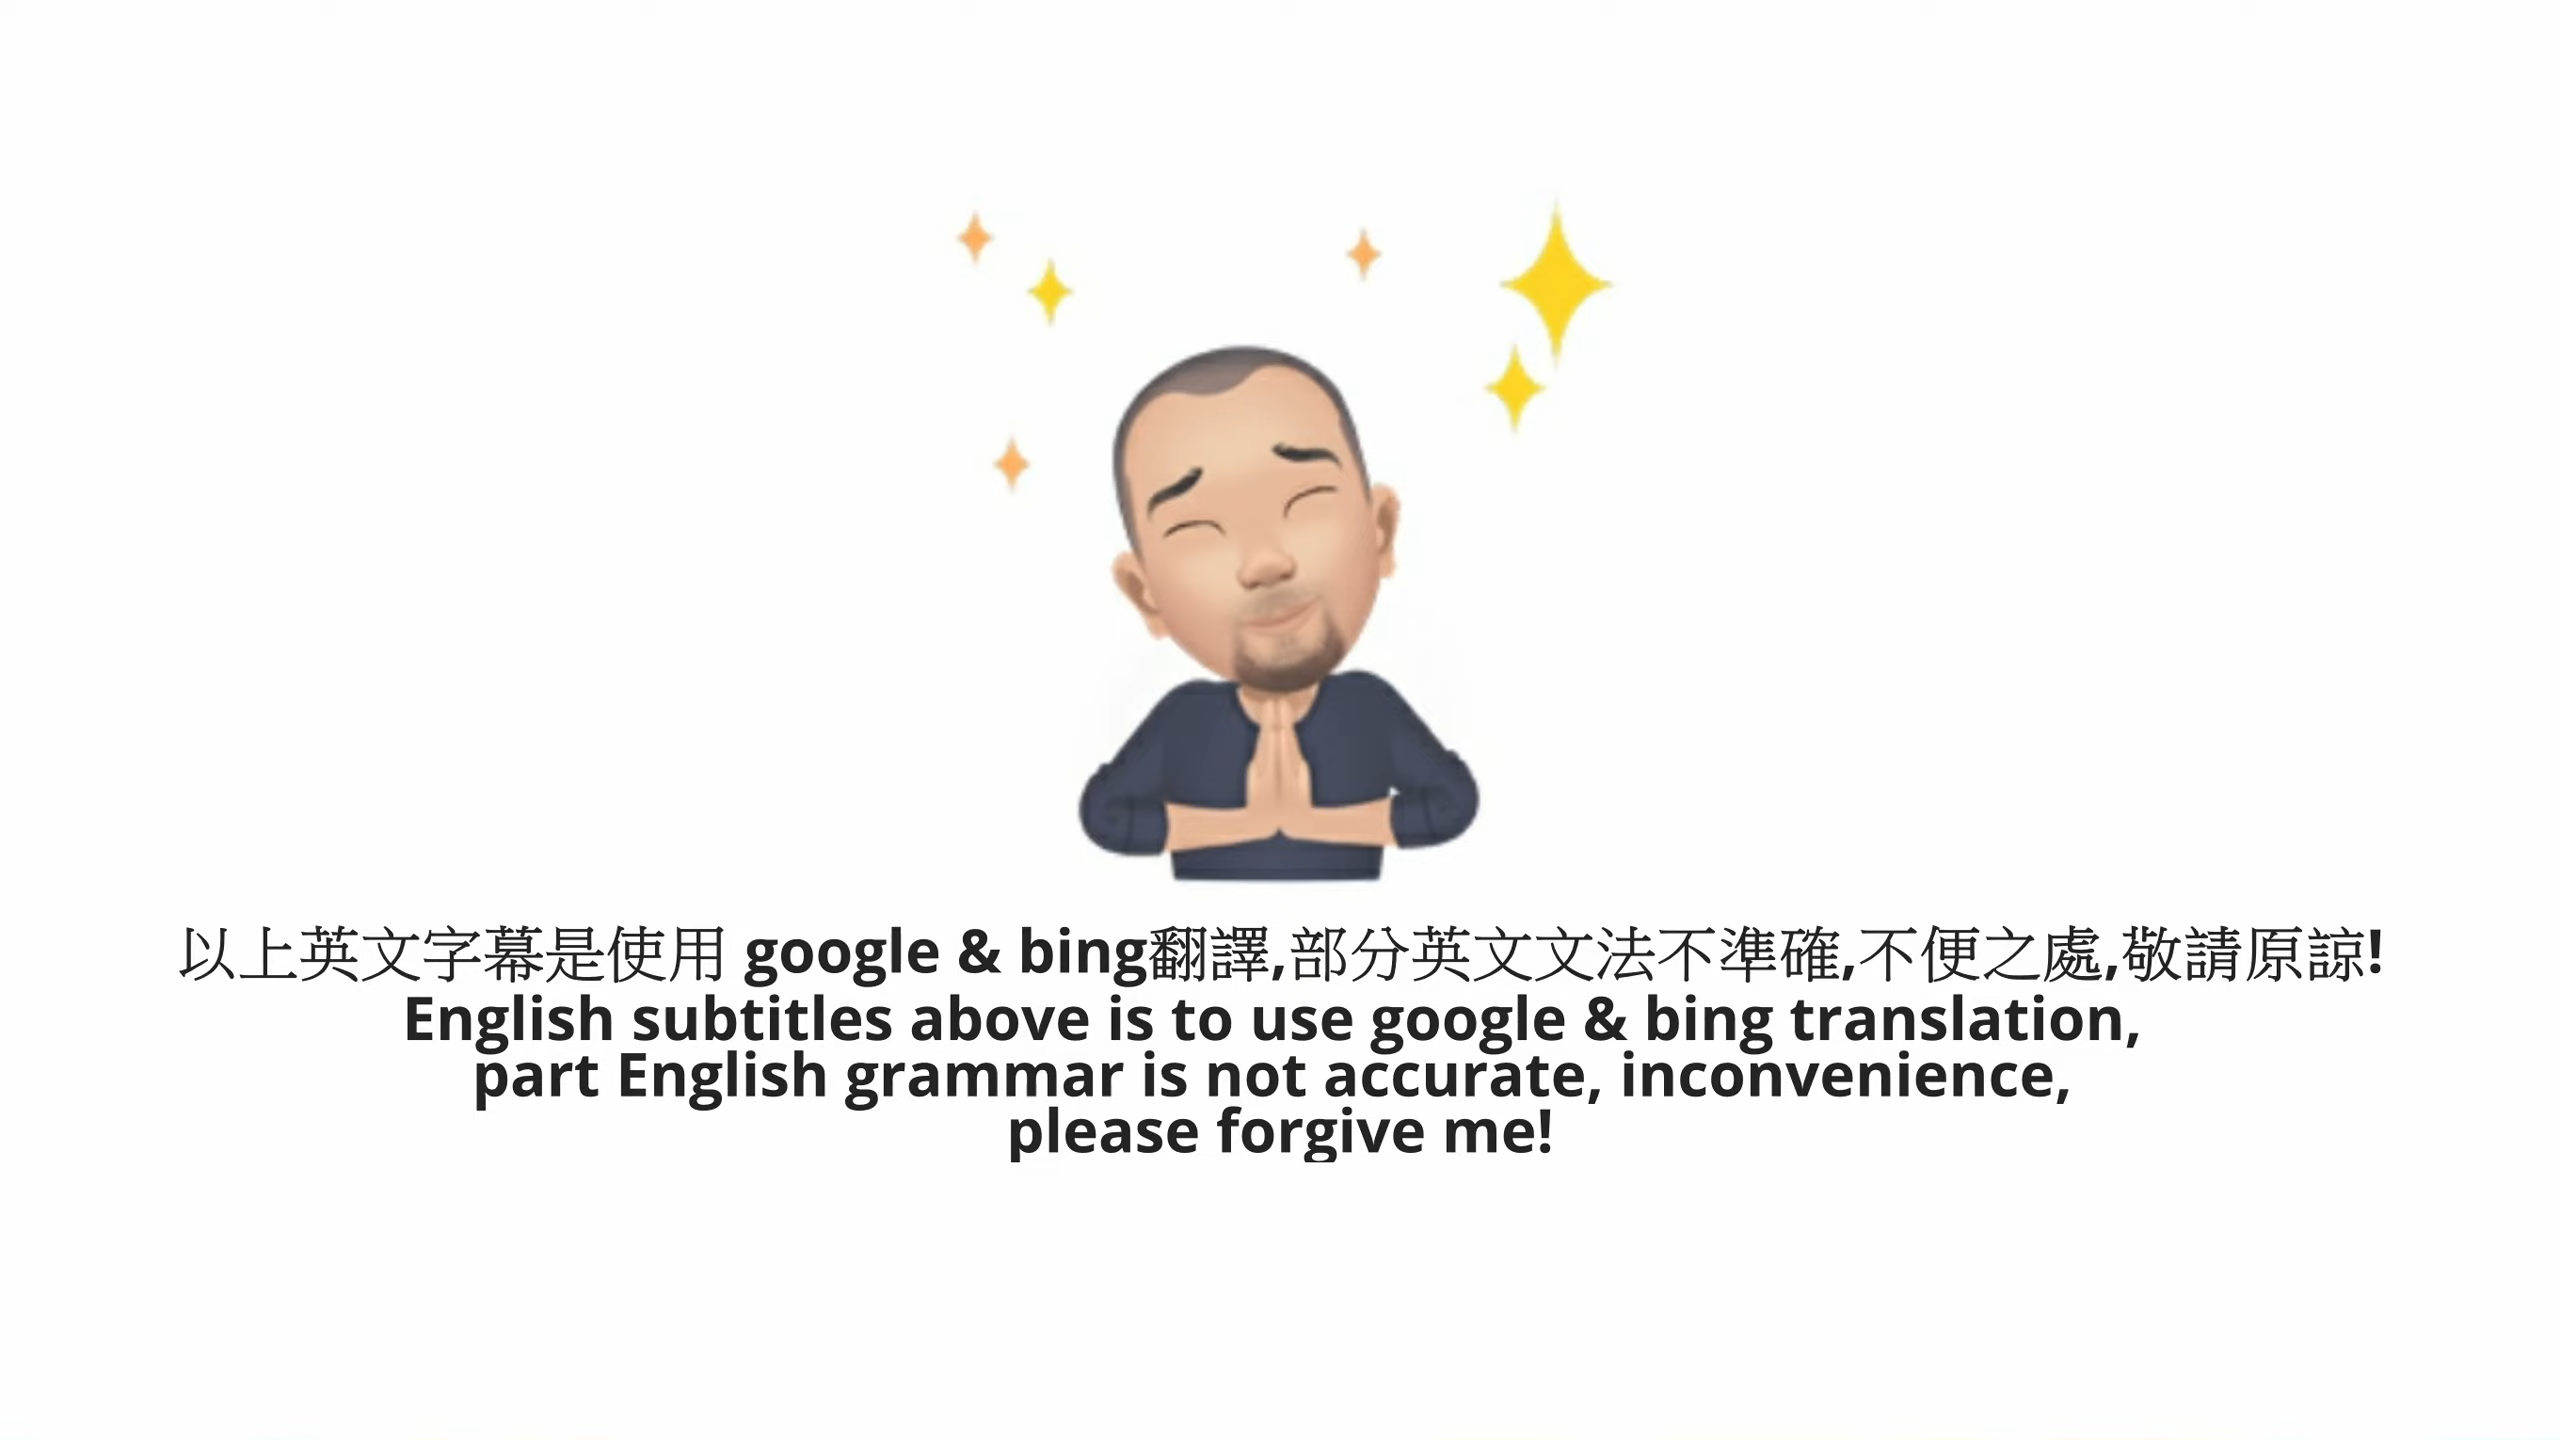 以上英文字幕是使用 google & bing翻譯,部分英文文法不準確,不便之處,敬請原諒!
English subtitles above is to use google & bing translation,
part English grammar is not accurate, inconvenience,
please forgive me!